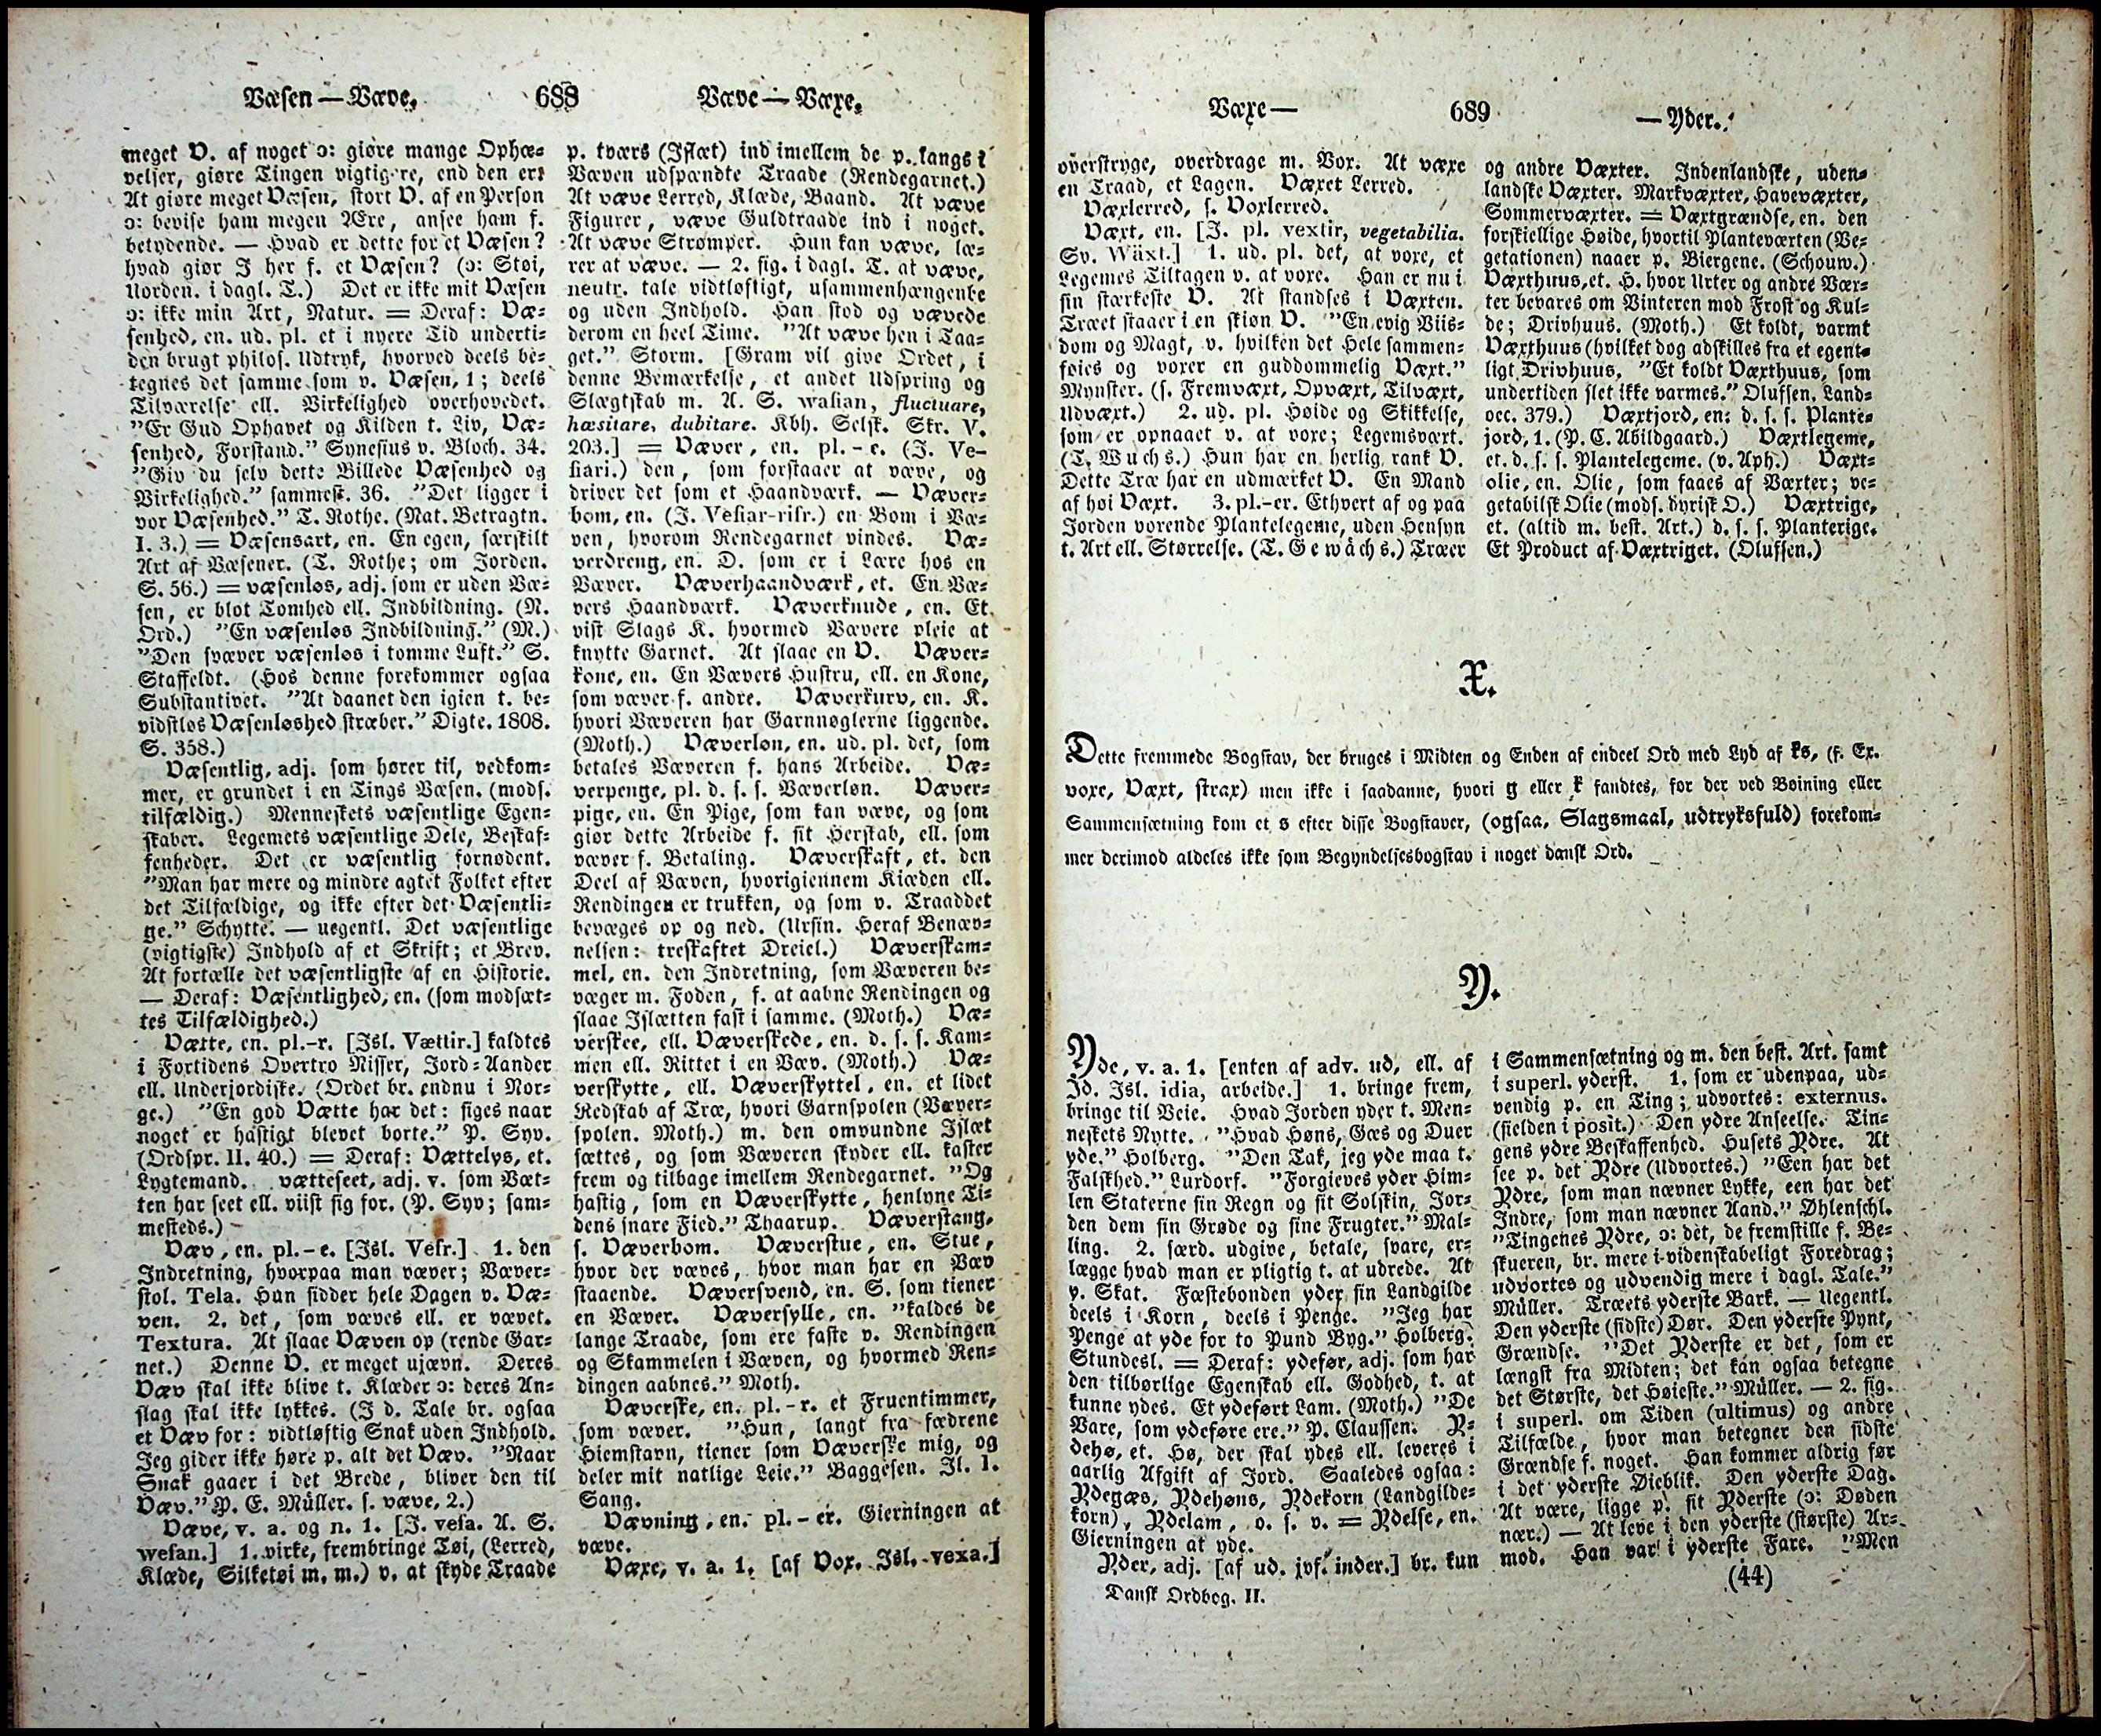 Væsen — Væve. 688 Væve — Væxe.
meget V. af noget ɔ: giøre mange Ophæ-
velser, giøre Tingen vigtigere, end den er.
At giøre meget Væsen, stort V. af en Person
ɔ: bevise ham megen Ære, ansee ham f.
betydende. — Hvad er dette for et Væsen?
hvad giør J her f. et Væsen? (ɔ: Støi,
Uorden. i dagl. T.) Det er ikke mit Væsen
ɔ: ikke min Art, Natur. = Deraf: Væ-
senhed, en. ud. pl. et i nyere Tid underti-
den brugt philos. Udtryk, hvorved deels be-
tegnes det samme som v. Væsen, 1; deels
Tilværelse ell. Virkelighed overhovedet.
"Er Gud Ophavet og Kilden t. Liv, Væ-
senhed, Forstand." Synesius v. Bloch. 34.
"Giv du selv dette Billede Væsenhed og
Virkelighed." sammest. 36. "Det ligger i
vor Væsenhed." T. Rothe. (Nat. Betragtn.
I. 3.) = Væsensart, en. En egen, særskilt
Art af Væsener. (T. Rothe; om Jorden.
S. 56.) = væsenløs, adj. som er uden Væ-
sen, er blot Tomhed ell. Indbildning. (N.
Ord.) "En væsenløs Indbildning." (M.)
"Den svæver væsenløs i tomme Luft." S.
Staffeldt. (Hos denne forekommer ogsaa
Substantivet. "At daanet den igien t. be-
vidstløs Væsenløshed stræber." Digte. 1808.
S. 358.)
Væsentlig, adj. som hører til, vedkom-
mer, er grundet i en Tings Væsen. (mods.
tilfældig.) Menneskets væsentlige Egen-
skaber. Legemets væsentlige Dele, Beskaf-
fenheder. Det er væsentlig fornødent.
"Man har mere og mindre agtet Folket efter
det Tilfældige, og ikke efter det Væsentli-
ge." Schytte. — uegentl. Det væsentlige
(vigtigste) Indhold af et Skrift; et Brev.
At fortælle det væsentligste af en Historie.
— Deraf: Væsentlighed, en. (som modsæt-
tes Tilfældighed.)
Vætte, en. pl.-r. [Isl. Vættir.] kaldtes
i Fortidens Overtro Nisser, Jord-Aander
ell. Underjordiske. (Ordet br. endnu i Nor-
ge.) "En god Vætte har det: siges naar
noget er hastigt blevet borte." P. Syv.
(Ordspr. II. 40.) = Deraf: Vættelys, et.
Lygtemand. vætteseet, adj. v. som Væt-
ten har seet ell. viist sig for. (P. Syv; sam-
mesteds.)
Væv, en. pl.-e. [Isl. Vefr.] 1. den
Indretning, hvorpaa man væver; Væver-
stol. Tela. Hun sidder hele Dagen v. Væ-
ven. 2. det, som væves ell. er vævet.
Textura. At slaae Væven op (rende Gar-
net.) Denne V. er meget ujævn. Deres
Væv skal ikke blive t. Klæder ɔ: deres An-
slag skal ikke lykkes. (I d. Tale br. ogsaa
et Væv for: vidtløftig Snak uden Indhold.
Jeg gider ikke høre p. alt det Væv. "Naar
Snak gaaer i det Brede, bliver den til
Væv." P. E. Müller. s. væve, 2.)
Væve, v. a. og n. 1. [J. vefa. A. S.
wefan.] 1. virke, frembringe Tøi, (Lerred,
Klæde, Silketøi m. m.) v. at skyde Traade
p. tværs (Islæt) ind imellem de p. langs i
Væven udspændte Traade (Rendegarnet.)
At væve Lerred, Klæde, Baand. At væve
Figurer, væve Guldtraade ind i noget.
At væve Strømper. Hun kan væve, læ-
rer at væve. — 2. fig. i dagl. T. at væve,
neutr. tale vidtløftigt, usammenhængende
og uden Indhold. Han stod og vævede
derom en heel Time. "At væve hen i Taa-
get." Storm. [Gram vil give Ordet, i
denne Bemærkelse, et andet Udspring og
Slægtskab m. A. S. wafian, fluctuare,
hæsitare, dubitare. Kbh. Selsk. Skr. V.
203.] = Væver, en. pl.-e. (J. Ve-
fiari.) den, som forstaaer at væve, og
driver det som et Haandværk. — Væver-
bom, en. (J. Vefiar-rifr.) en Bom i Væ-
ven, hvorom Rendegarnet vindes. Væ-
verdreng, en. D. som er i Lære hos en
Væver. Væverhaandværk, et. En Væ-
vers Haandværk. Væverknude, en. Et
vist Slags K. hvormed Vævere pleie at
knytte Garnet. At slaae en V. Væver-
kone, en. En Vævers Hustru, ell. en Kone,
som væver f. andre. Væverkurv, en. K.
hvori Væveren har Garnnøglerne liggende.
(Moth.) Væverløn, en. ud. pl. det, som
betales Væveren f. hans Arbeide. Væ-
verpenge, pl. d. s. s. Væverløn. Væver-
pige, en. En Pige, som kan væve, og som
giør dette Arbeide f. sit Herskab, ell. som
væver f. Betaling. Væverskaft, et. den
Deel af Væven, hvorigiennem Kiæden ell.
Rendingen er trukken, og som v. Traaddet
bevæges op og ned. (Ursin. Heraf Benæv-
nelsen: treskaftet Dreiel.) Væverskam-
mel, en. den Indretning, som Væveren be-
væger m. Foden, f. at aabne Rendingen og
slaae Islætten fast i samme. (Moth.) Væ-
verskee, ell. Væverskede, en. d. s. s. Kam-
men ell. Rittet i en Væv. (Moth.) Væ-
verskytte, ell. Væverskyttel, en. et lidet
Redskab af Træ, hvori Garnspolen (Væver-
spolen. Moth.) m. den omvundne Islæt
sættes, og som Væveren skyder ell. kaster
frem og tilbage imellem Rendegarnet. "Og
hastig, som en Væverskytte, henlyne Ti-
dens snare Fied." Thaarup. Væverstang,
s. Væverbom. Væverstue, en. Stue,
hvor der væves, hvor man har en Væv
staaende. Væversvend, en. S. som tiener
en Væver. Væversylle, en. "kaldes de
lange Traade, som ere faste v. Rendingen
og Skammelen i Væven, og hvormed Ren-
dingen aabnes." Moth.
Væverske, en. pl.-r. et Fruentimmer,
som væver. "Hun, langt fra fædrene
Hiemstavn, tiener som Væverske mig, og
deler mit natlige Leie." Baggesen. Il. 1.
Sang.
Vævning, en. pl.-er. Gierningen at
væve.
Væxe, v. a. 1. [af Vox. Isl. vexa.]
Væxe — 689 — Yder.
overstryge, overdrage m. Vox. At væxe
en Traad, et Lagen. Væxet Lerred.
Væxlerred, s. Voxlerred.
Væxt, en. [J. pl. vextir, vegetabilia.
Sv. Wäxt.] 1. ud. pl. det, at voxe, et
Legemes Tiltagen v. at voxe. Han er nu i
sin stærkeste V. At standses i Væxten.
Træet staaer i en skiøn V. "En evig Viis-
dom og Magt, v. hvilken det Hele sammen-
føies og voxer en guddommelig Væxt."
Mynster. (s. Fremvæxt, Opvæxt, Tilvæxt,
Udvæxt.) 2. ud. pl. Høide og Skikkelse,
som er opnaaet v. at voxe; Legemsvæxt.
(T. Wuchs.) Hun har en herlig, rank V.
Dette Træ har en udmærket V. En Mand
af høi Væxt. 3. pl.-er. Ethvert af og paa
Jorden voxende Plantelegeme, uden Hensyn
t. Art ell. Størrelse. (T. Gewächs.) Træer
og andre Væxter. Indenlandske, uden-
landske Væxter. Markvæxter, Havevæxter,
Sommervæxter. = Væxtgrændse, en. den
forskiellige Høide, hvortil Plantevæxten (Ve-
getationen) naaer p. Biergene. (Schouw.)
Væxthuus, et. H. hvor Urter og andre Væx-
ter bevares om Vinteren mod Frost og Kul-
de; Drivhuus. (Moth.) Et koldt, varmt
Væxthuus (hvilket dog adskilles fra et egent-
ligt Drivhuus. "Et koldt Væxthuus, som
undertiden slet ikke varmes." Olufsen. Land-
oec. 379.) Væxtjord, en: d. s. s. Plante-
jord, 1. (P. C. Abildgaard.) Væxtlegeme,
et. d. s. s. Plantelegeme. (v. Aph.) Væxt-
olie, en. Olie, som faaes af Væxter; ve-
getabilsk Olie (mods. dyrisk O.) Væxtrige,
et. (altid m. best. Art.) d. s. s. Planterige.
Et Product af Væxtriget. (Olufsen.)
X.
Dette fremmede Bogstav, der bruges i Midten og Enden af endeel Ord med Lyd af ks, (f. Ex.
voxe, Væxt, strax) men ikke i saadanne, hvori g eller k fandtes, før der ved Bøining eller
Sammensætning kom et s efter disse Bogstaver, (ogsaa, Slagsmaal, udtryksfuld) forekom-
mer derimod aldeles ikke som Begyndelsesbogstav i noget dansk Ord.
Y.
Yde, v. a. 1. [enten af adv. ud, ell. af
Jd. Isl. idia, arbeide.] 1. bringe frem,
bringe til Veie. Hvad Jorden yder t. Men-
neskets Nytte. "Hvad Høns, Gæs og Duer
yde." Holberg. "Den Tak, jeg yde maa t.
Falskhed." Lurdorf. "Forgieves yder Him-
len Staterne sin Regn og sit Solskin, Jor-
den dem sin Grøde og sine Frugter." Mal-
ling. 2. særd. udgive, betale, svare, er-
lægge hvad man er pligtig t. at udrede. At
y. Skat. Fæstebonden yder sin Landgilde
deels i Korn, deels i Penge. "Jeg har
Penge at yde for to Pund Byg." Holberg.
Stundesl. = Deraf: ydefør, adj. som har
den tilbørlige Egenskab ell. Godhed, t. at
kunne ydes. Et ydeført Lam. (Moth.) "De
Vare, som ydeføre ere." P. Claussen. Y-
dehø, et. Hø, der skal ydes ell. leveres i
aarlig Afgift af Jord. Saaledes ogsaa:
Ydegæs, Ydehøns, Ydekorn (Landgilde-
korn), Ydelam, o. s. v. = Ydelse, en.
Gierningen at yde.
Yder, adj. [af ud. jvf. inder.] br. kun
i Sammensætning og m. den best. Art. samt
i superl. yderst. 1. som er udenpaa, ud-
vendig p. en Ting; udvortes: externus.
(sielden i posit.) Den ydre Anseelse. Tin-
gens ydre Beskaffenhed. Husets Ydre. At
see p. det Ydre (Udvortes.) "Een har det
Ydre, som man nævner Lykke, een har det
Indre, som man nævner Aand." Øhlenschl.
"Tingenes Ydre, ɔ: det, de fremstille f. Be-
skueren, br. mere i videnskabeligt Foredrag;
udvortes og udvendig mere i dagl. Tale."
Müller. Træets yderste Bark. — Uegentl.
Den yderste (sidste) Dør. Den yderste Pynt,
Grændse. "Det Yderste er det, som er
længst fra Midten; det kan ogsaa betegne
det Største, det Høieste." Müller. — 2. fig.
i superl. om Tiden (ultimus) og andre
Tilfælde, hvor man betegner den sidste
Grændse f. noget. Han kommer aldrig før
i det yderste Øieblik. Den yderste Dag.
At være, ligge p. sit Yderste (ɔ: Døden
nær.) — At leve i den yderste (største) Ar-
mod. Han var i yderste Fare. "Men
Dansk Ordbog. II.
(44)